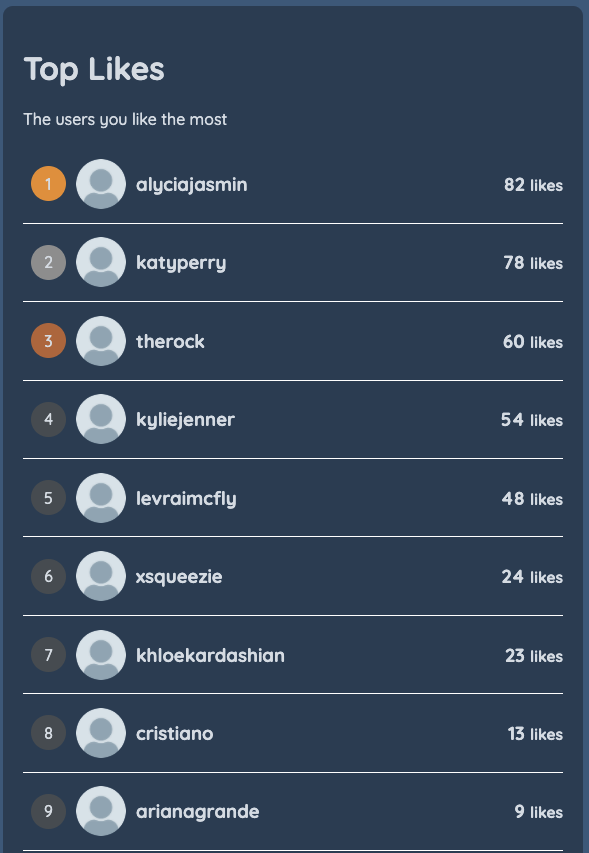 Top Likes
The users you like the most
1 alyciajasmin 82 likes
2 katyperry 78 likes
3 therock 60 likes
4 kyliejenner 54 likes
5 levraimcfly 48 likes
6 xsqueezie 24 likes
7 khloekardashian 23 likes
8 cristiano 13 likes
9 arianagrande 9 likes